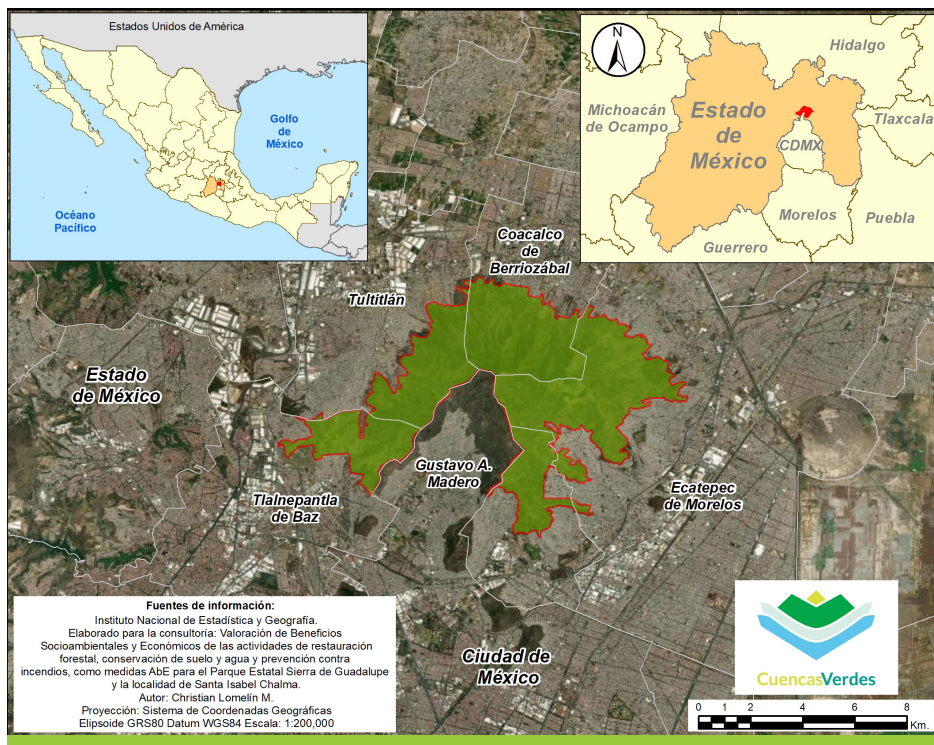 Estados Unidos de América
Golfo
de
México
Océano
Pacífico
N
Hidalgo
Michoacán
de Ocampo
Estado
de
México
CDMX
Tlaxcala
Morelos
Puebla
Guerrero
Coacalco
de
Berriozábal
Tultitlán
Estado
de México
Gustavo A.
Madero
Tlalnepantla
de Baz
Ecatepec
de Morelos
Ciudad de
México
Fuentes de información:
Instituto Nacional de Estadística y Geografía.
Elaborado para la consultoría: Valoración de Beneficios
Socioambientales y Económicos de las actividades de restauración
forestal, conservación de suelo y agua y prevención contra
incendios, como medidas AbE para el Parque Estatal Sierra de Guadalupe
y la localidad de Santa Isabel Chalma.
Autor: Christian Lomelín M.
Proyección: Sistema de Coordenadas Geográficas
Elipsoide GRS80 Datum WGS84 Escala: 1:200,000
CuencasVerdes
0 2 4 6 8
Km.